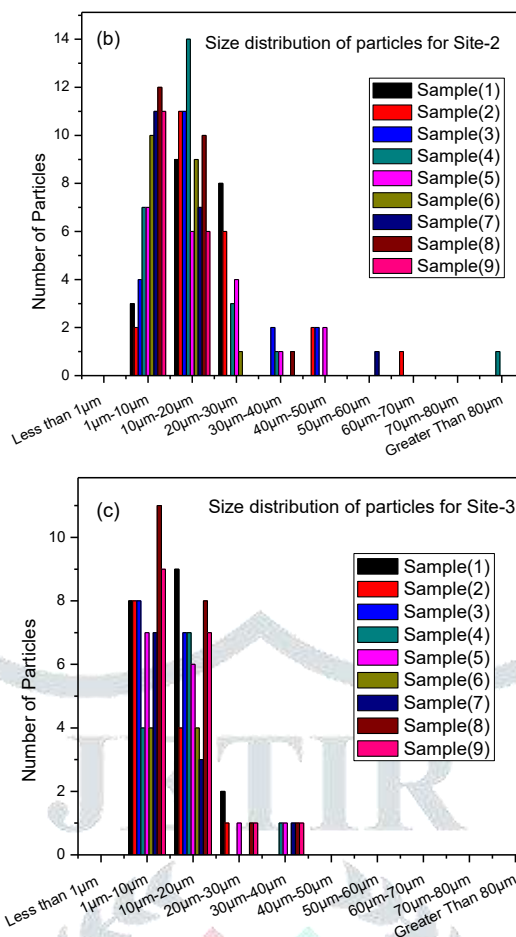 (b)
Size distribution of particles for Site-2
14
12
10
8
6
4
2
0
Number of Particles
Sample(1)
Sample(2)
Sample(3)
Sample(4)
Sample(5)
Sample(6)
Sample(7)
Sample(8)
Sample(9)
Less than 1µm
1µm-10µm
10µm-20µm
20µm-30µm
30µm-40µm
40µm-50µm
50µm-60µm
60µm-70µm
70µm-80µm
Greater Than 80µm
(c)
Size distribution of particles for Site-3
10
8
6
4
2
0
Number of Particles
Sample(1)
Sample(2)
Sample(3)
Sample(4)
Sample(5)
Sample(6)
Sample(7)
Sample(8)
Sample(9)
JETIR
Less than 1µm
1µm-10µm
10µm-20µm
20µm-30µm
30µm-40µm
40µm-50µm
50µm-60µm
60µm-70µm
70µm-80µm
Greater Than 80µm